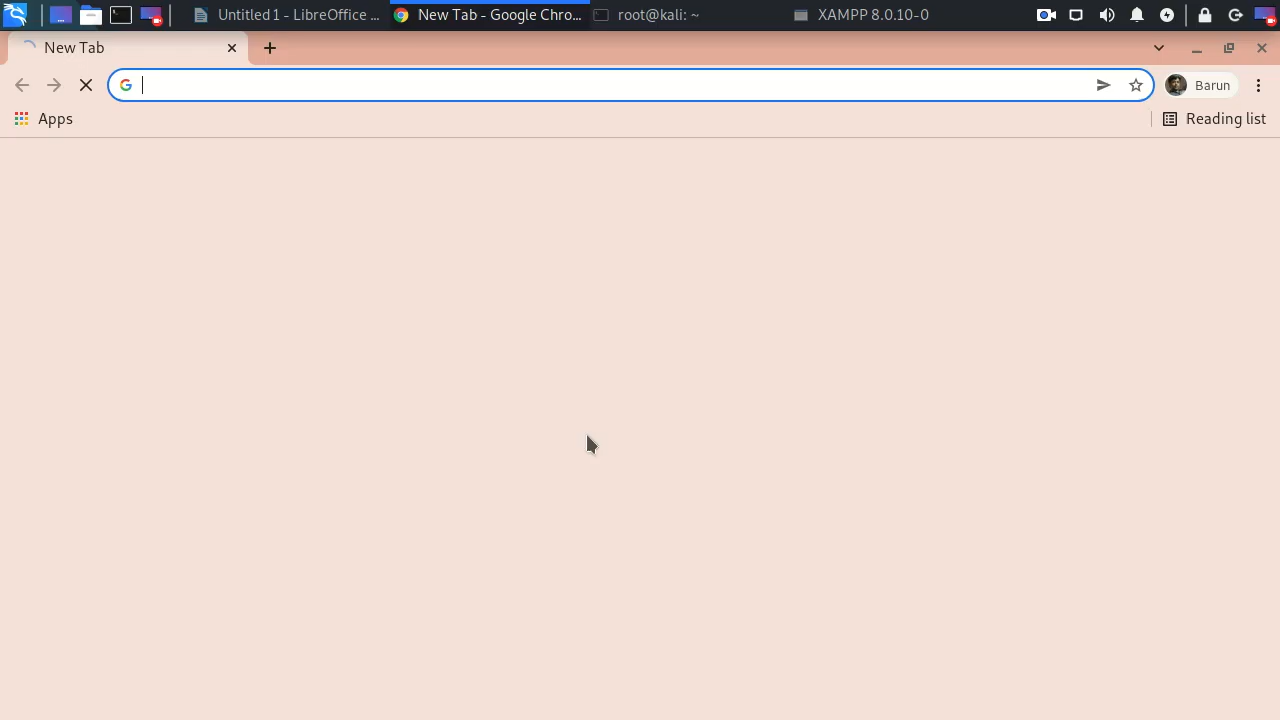 Untitled 1 - LibreOffice ...
New Tab - Google Chro...
root@kali: ~
XAMPP 8.0.10-0
New Tab
Barun
Apps
Reading list